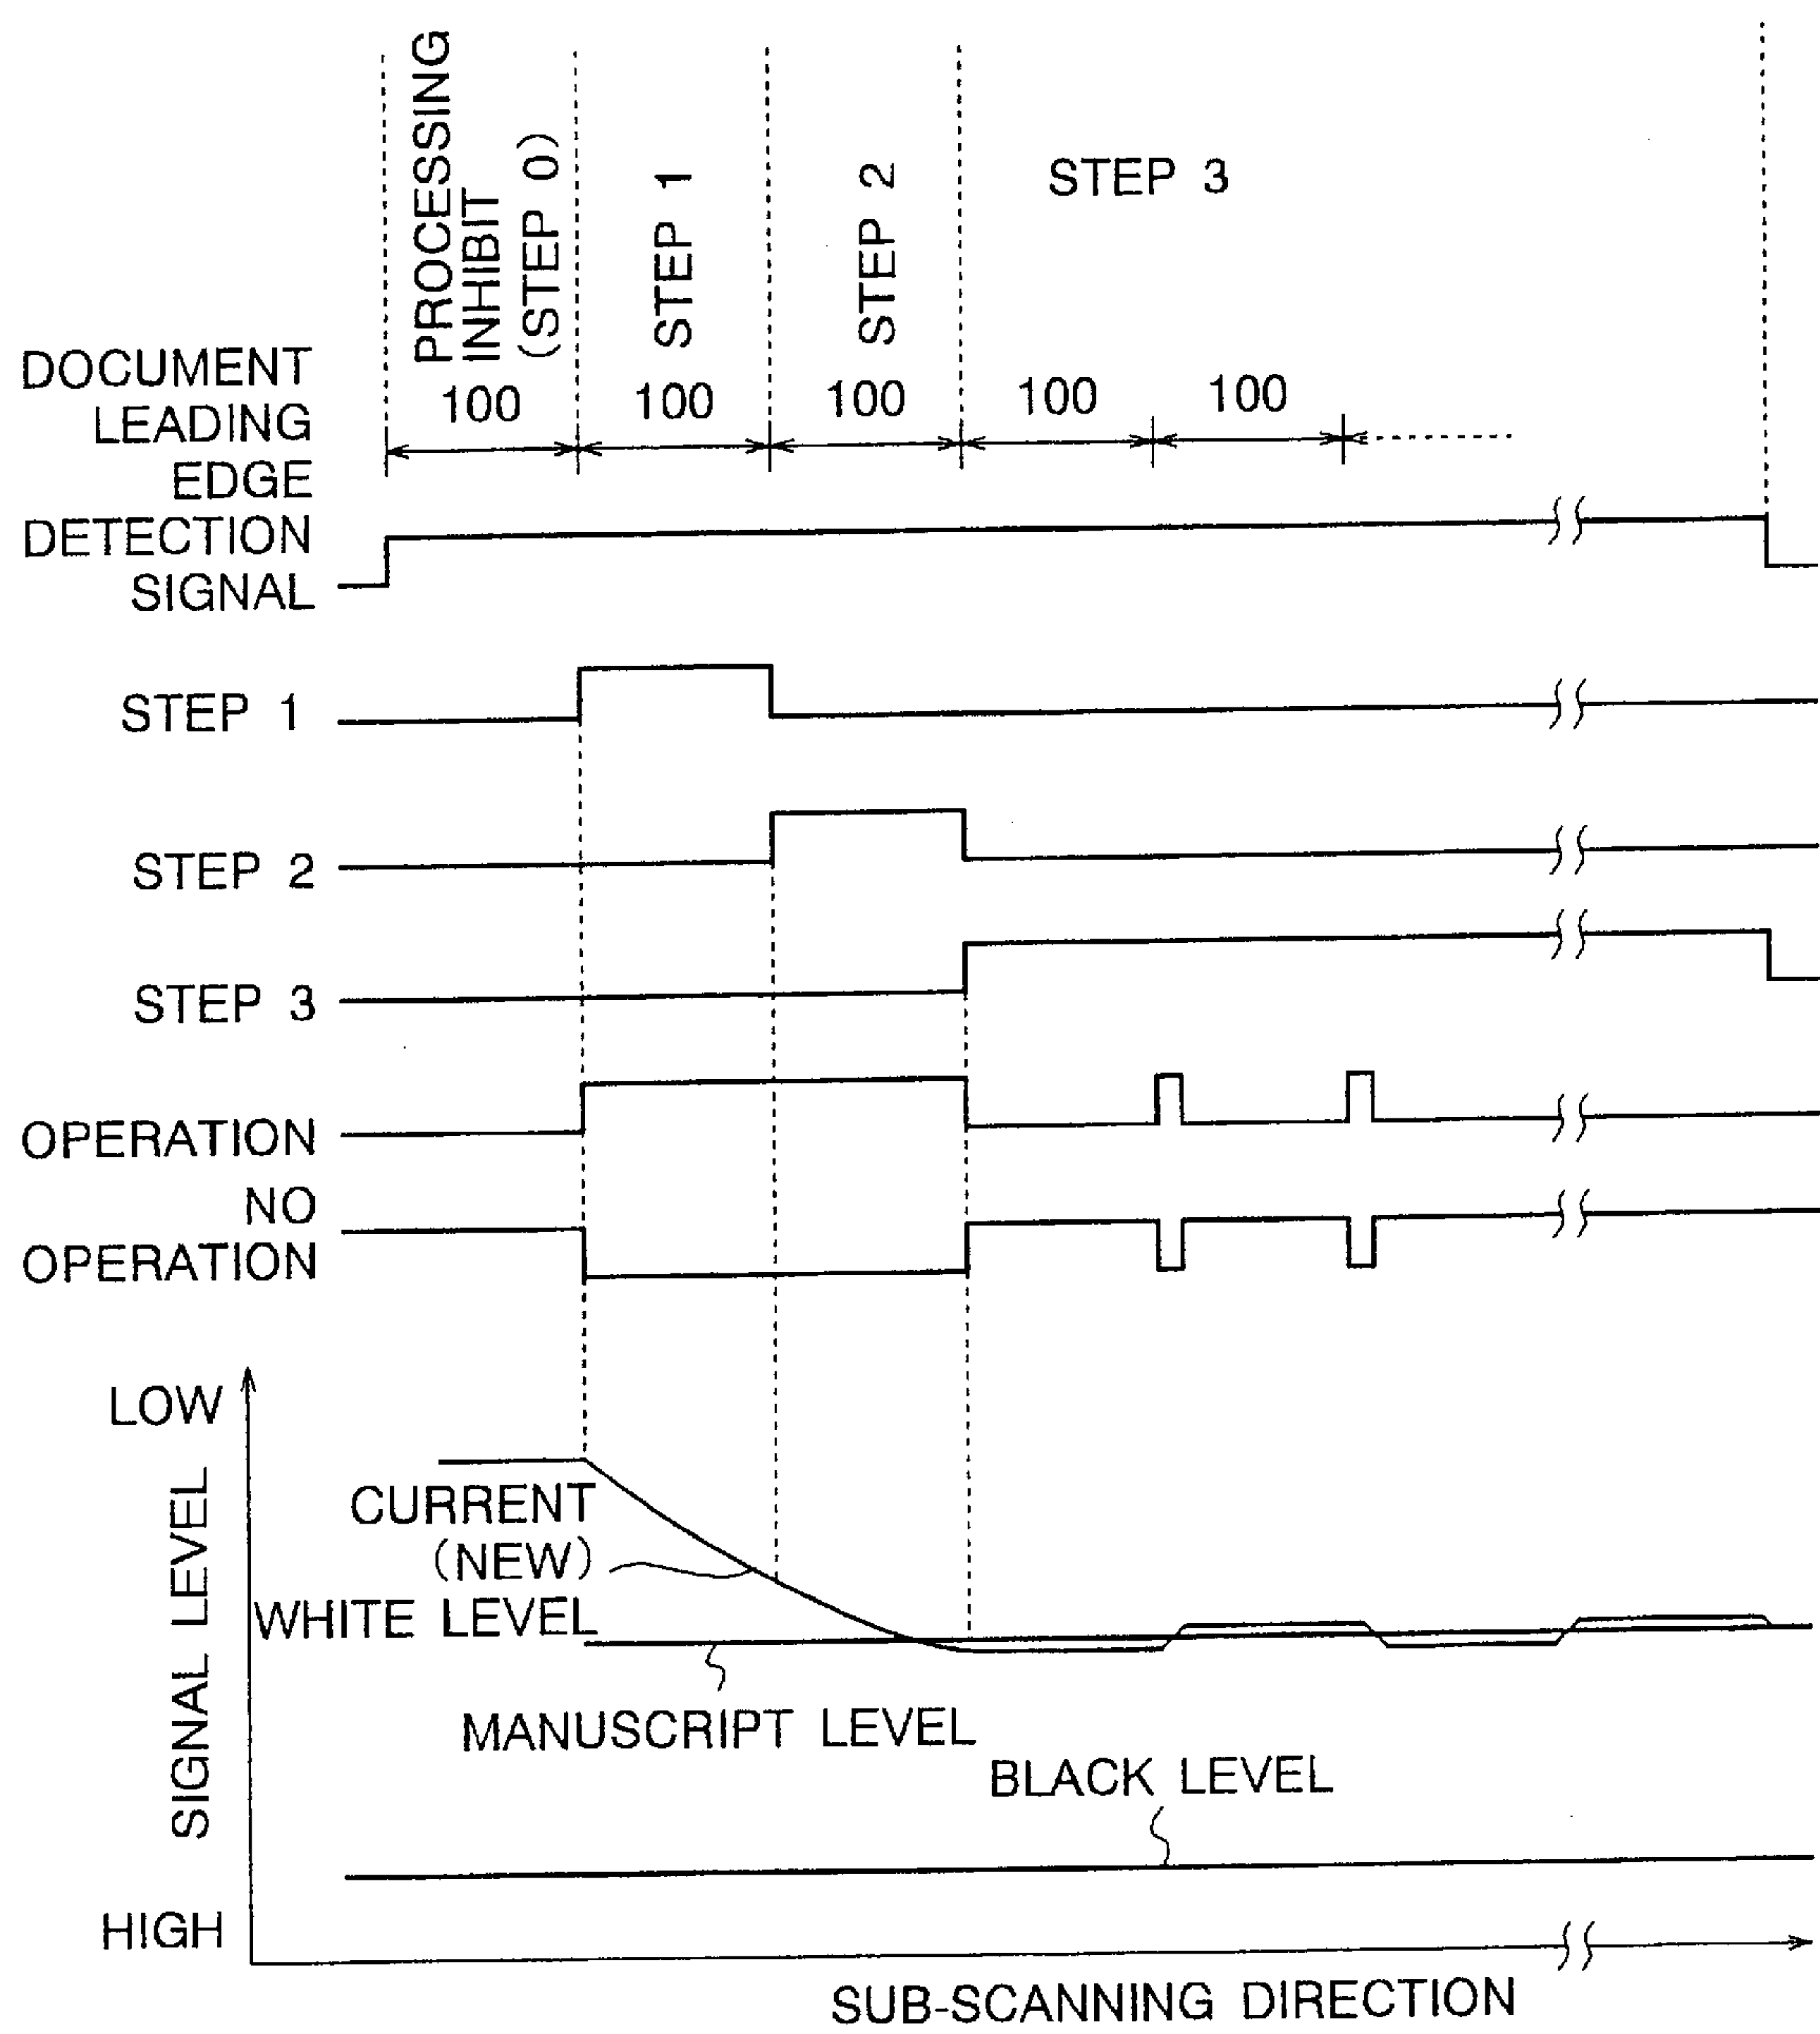 PROCESSING
INHIBIT
(STEP 0)
STEP 1
STEP 2
STEP 3
100
100
100
100
100
DOCUMENT
LEADING
EDGE
DETECTION
SIGNAL
STEP 1
STEP 2
STEP 3
OPERATION
NO
OPERATION
LOW
SIGNAL LEVEL
HIGH
CURRENT
(NEW)
WHITE LEVEL
MANUSCRIPT LEVEL
BLACK LEVEL
SUB-SCANNING DIRECTION